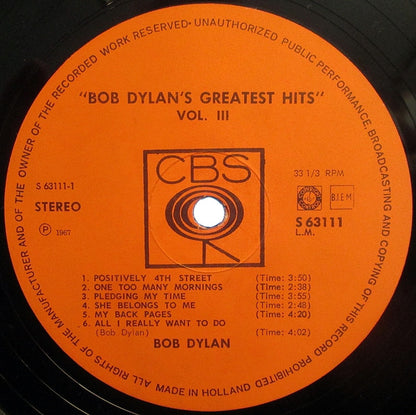 ALL RIGHTS OF THE MANUFACTURER AND OF THE OWNER OF THE RECORDED WORK RESERVED • UNAUTHORIZED PUBLIC PERFORMANCE, BROADCASTING AND COPYING OF THIS RECORD PROHIBITED
"BOB DYLAN'S GREATEST HITS"
VOL. III
CBS
S 63111-1
33 1/3 RPM
STEREO
BIEM
S 63111
L.M.
Ⓟ 1967
1. POSITIVELY 4TH STREET (Time: 3:50)
2. ONE TOO MANY MORNINGS (Time: 2:38)
3. PLEDGING MY TIME (Time: 3:55)
4. SHE BELONGS TO ME (Time: 2:48)
5. MY BACK PAGES (Time: 4:20)
6. ALL I REALLY WANT TO DO
(Bob Dylan) (Time: 4:02)
BOB DYLAN
MADE IN HOLLAND